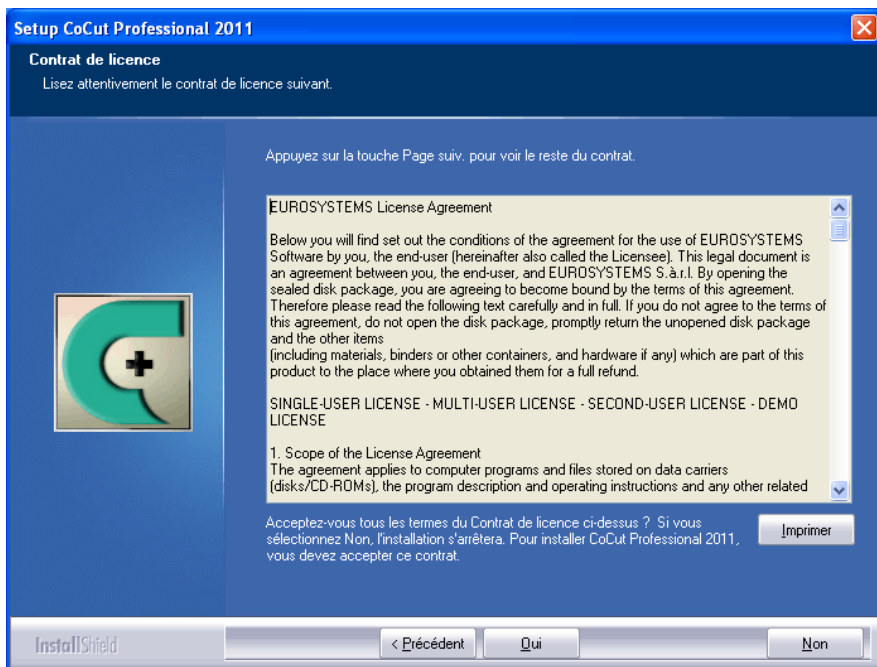 Setup CoCut Professional 2011
Contrat de licence
Lisez attentivement le contrat de licence suivant.
Appuyez sur la touche Page suiv. pour voir le reste du contrat.
EUROSYSTEMS License Agreement
Below you will find set out the conditions of the agreement for the use of EUROSYSTEMS
Software by you, the end-user (hereinafter also called the Licensee). This legal document is
an agreement between you, the end-user, and EUROSYSTEMS S.à.r.l. By opening the
sealed disk package, you are agreeing to become bound by the terms of this agreement.
Therefore please read the following text carefully and in full. If you do not agree to the terms of
this agreement, do not open the disk package, promptly return the unopened disk package
and the other items
(including materials, binders or other containers, and hardware if any) which are part of this
product to the place where you obtained them for a full refund.
SINGLE-USER LICENSE - MULTI-USER LICENSE - SECOND-USER LICENSE - DEMO
LICENSE
1. Scope of the License Agreement
The agreement applies to computer programs and files stored on data carriers
(disks/CD-ROMs), the program description and operating instructions and any other related
Acceptez-vous tous les termes du Contrat de licence ci-dessus ? Si vous
sélectionnez Non, l'installation s'arrêtera. Pour installer CoCut Professional 2011,
vous devez accepter ce contrat.
Imprimer
InstallShield
< Précédent
Oui
Non